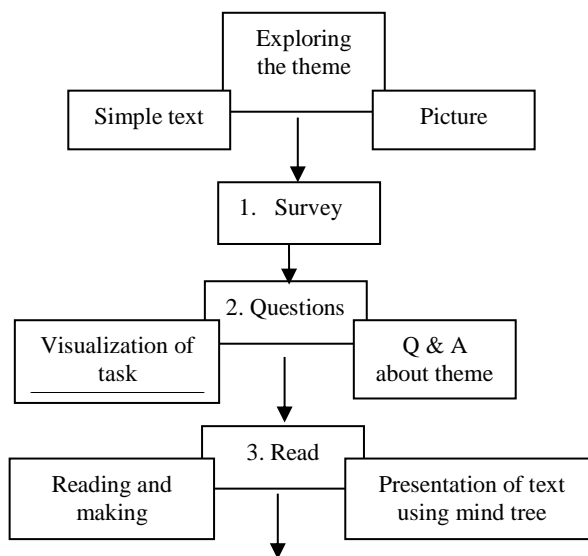 Exploring
the theme
Simple text
Picture
1. Survey
2. Questions
Visualization of
task
Q & A
about theme
3. Read
Reading and
making
Presentation of text
using mind tree